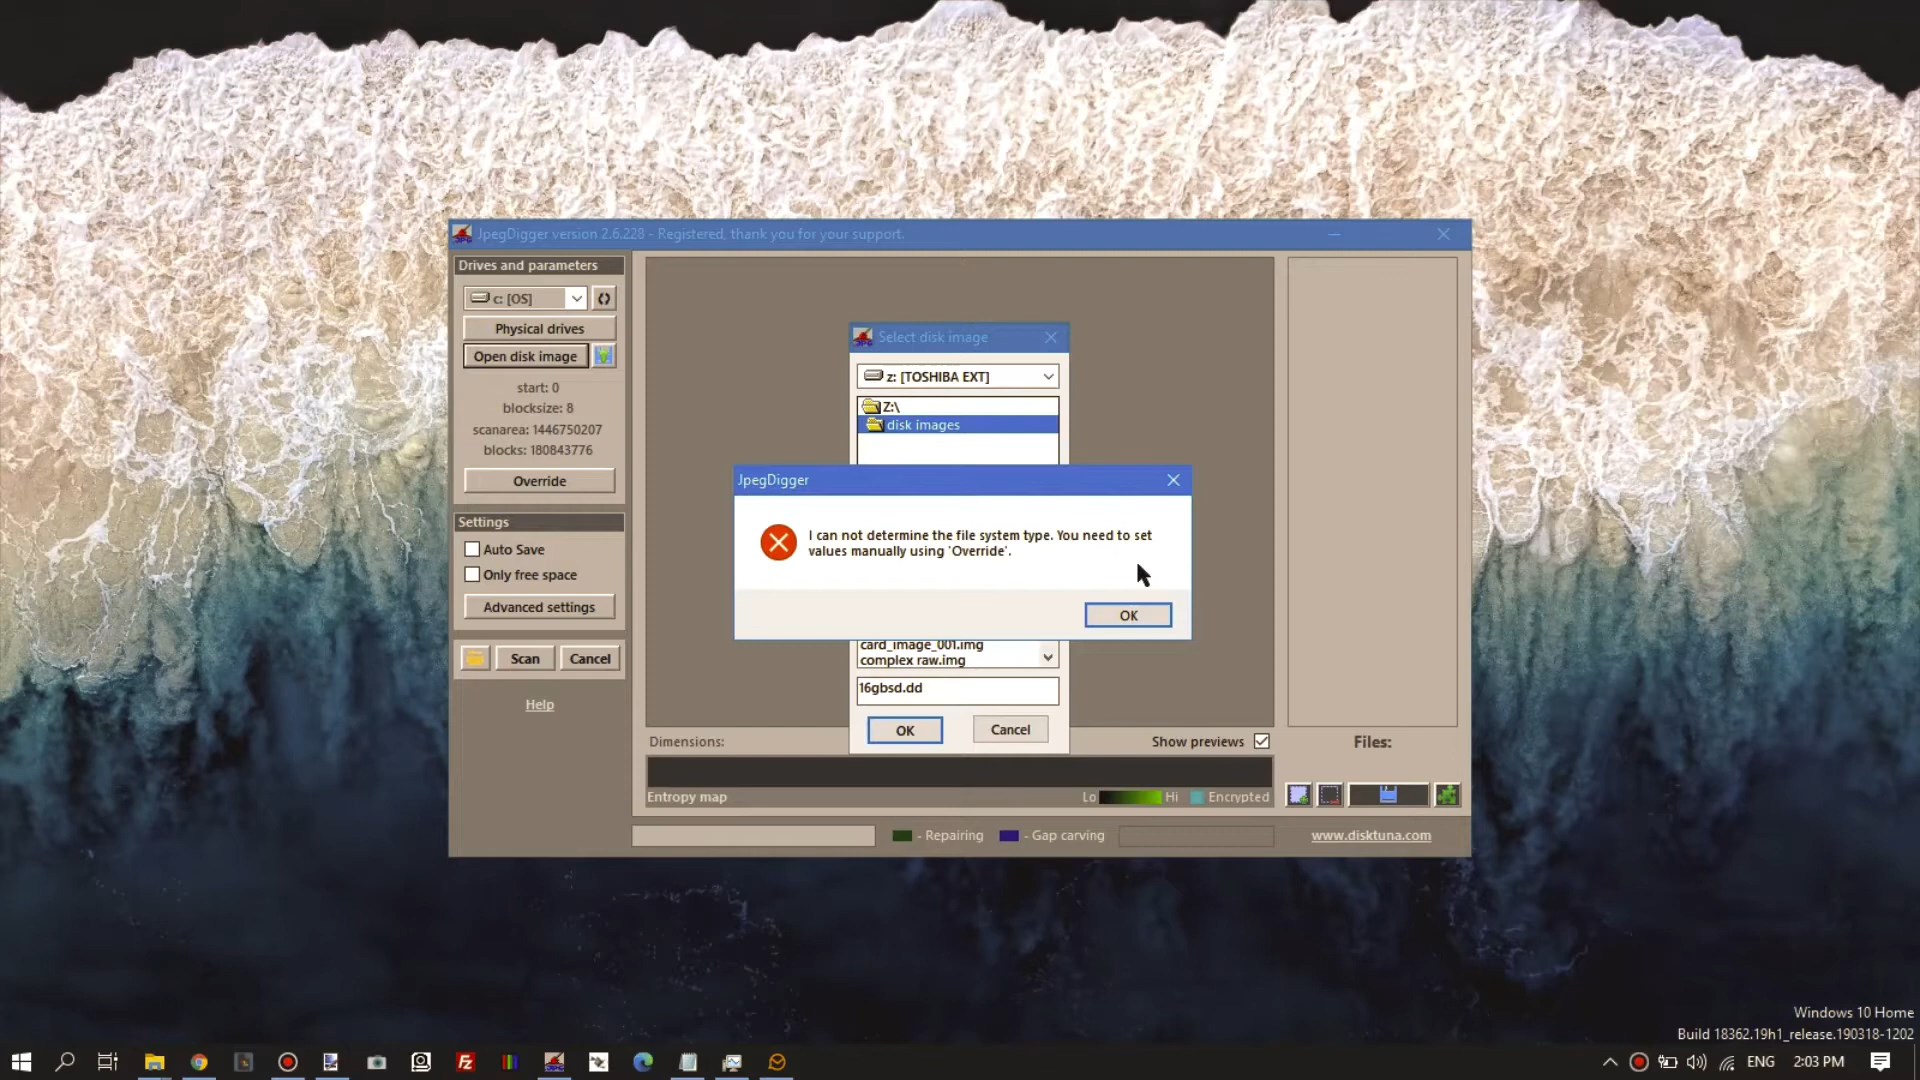 JpegDigger version 2.6.228 - Registered, thank you for your support.
Drives and parameters
c: [OS]
Physical drives
Open disk image
start: 0
blocksize: 8
scanarea: 1446750207
blocks: 180843776
Override
Settings
Auto Save
Only free space
Advanced settings
Scan
Cancel
Help
Select disk image
z: [TOSHIBA EXT]
Z:\
disk images
JpegDigger
I can not determine the file system type. You need to set
values manually using 'Override'.
OK
card_image_001.img
complex raw.img
16gbsd.dd
OK
Cancel
Dimensions:
Show previews
Files:
Entropy map
Lo
Hi
Encrypted
- Repairing
- Gap carving
www.disktuna.com
Windows 10 Home
Build 18362.19h1_release.190318-1202
ENG
2:03 PM